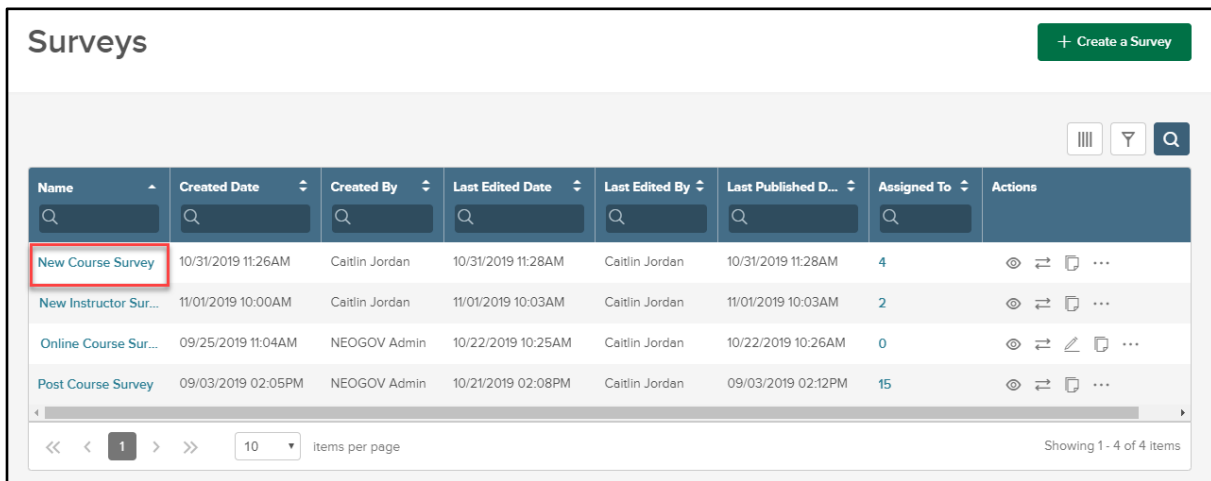 Surveys
+ Create a Survey
Name Created Date Created By Last Edited Date Last Edited By Last Published D... Assigned To Actions
New Course Survey 10/31/2019 11:26AM Caitlin Jordan 10/31/2019 11:28AM Caitlin Jordan 10/31/2019 11:28AM 4
New Instructor Sur... 11/01/2019 10:00AM Caitlin Jordan 11/01/2019 10:03AM Caitlin Jordan 11/01/2019 10:03AM 2
Online Course Sur... 09/25/2019 11:04AM NEOGOV Admin 10/22/2019 10:25AM Caitlin Jordan 10/22/2019 10:26AM 0
Post Course Survey 09/03/2019 02:05PM NEOGOV Admin 10/21/2019 02:08PM Caitlin Jordan 09/03/2019 02:12PM 15
1 10 items per page Showing 1 - 4 of 4 items